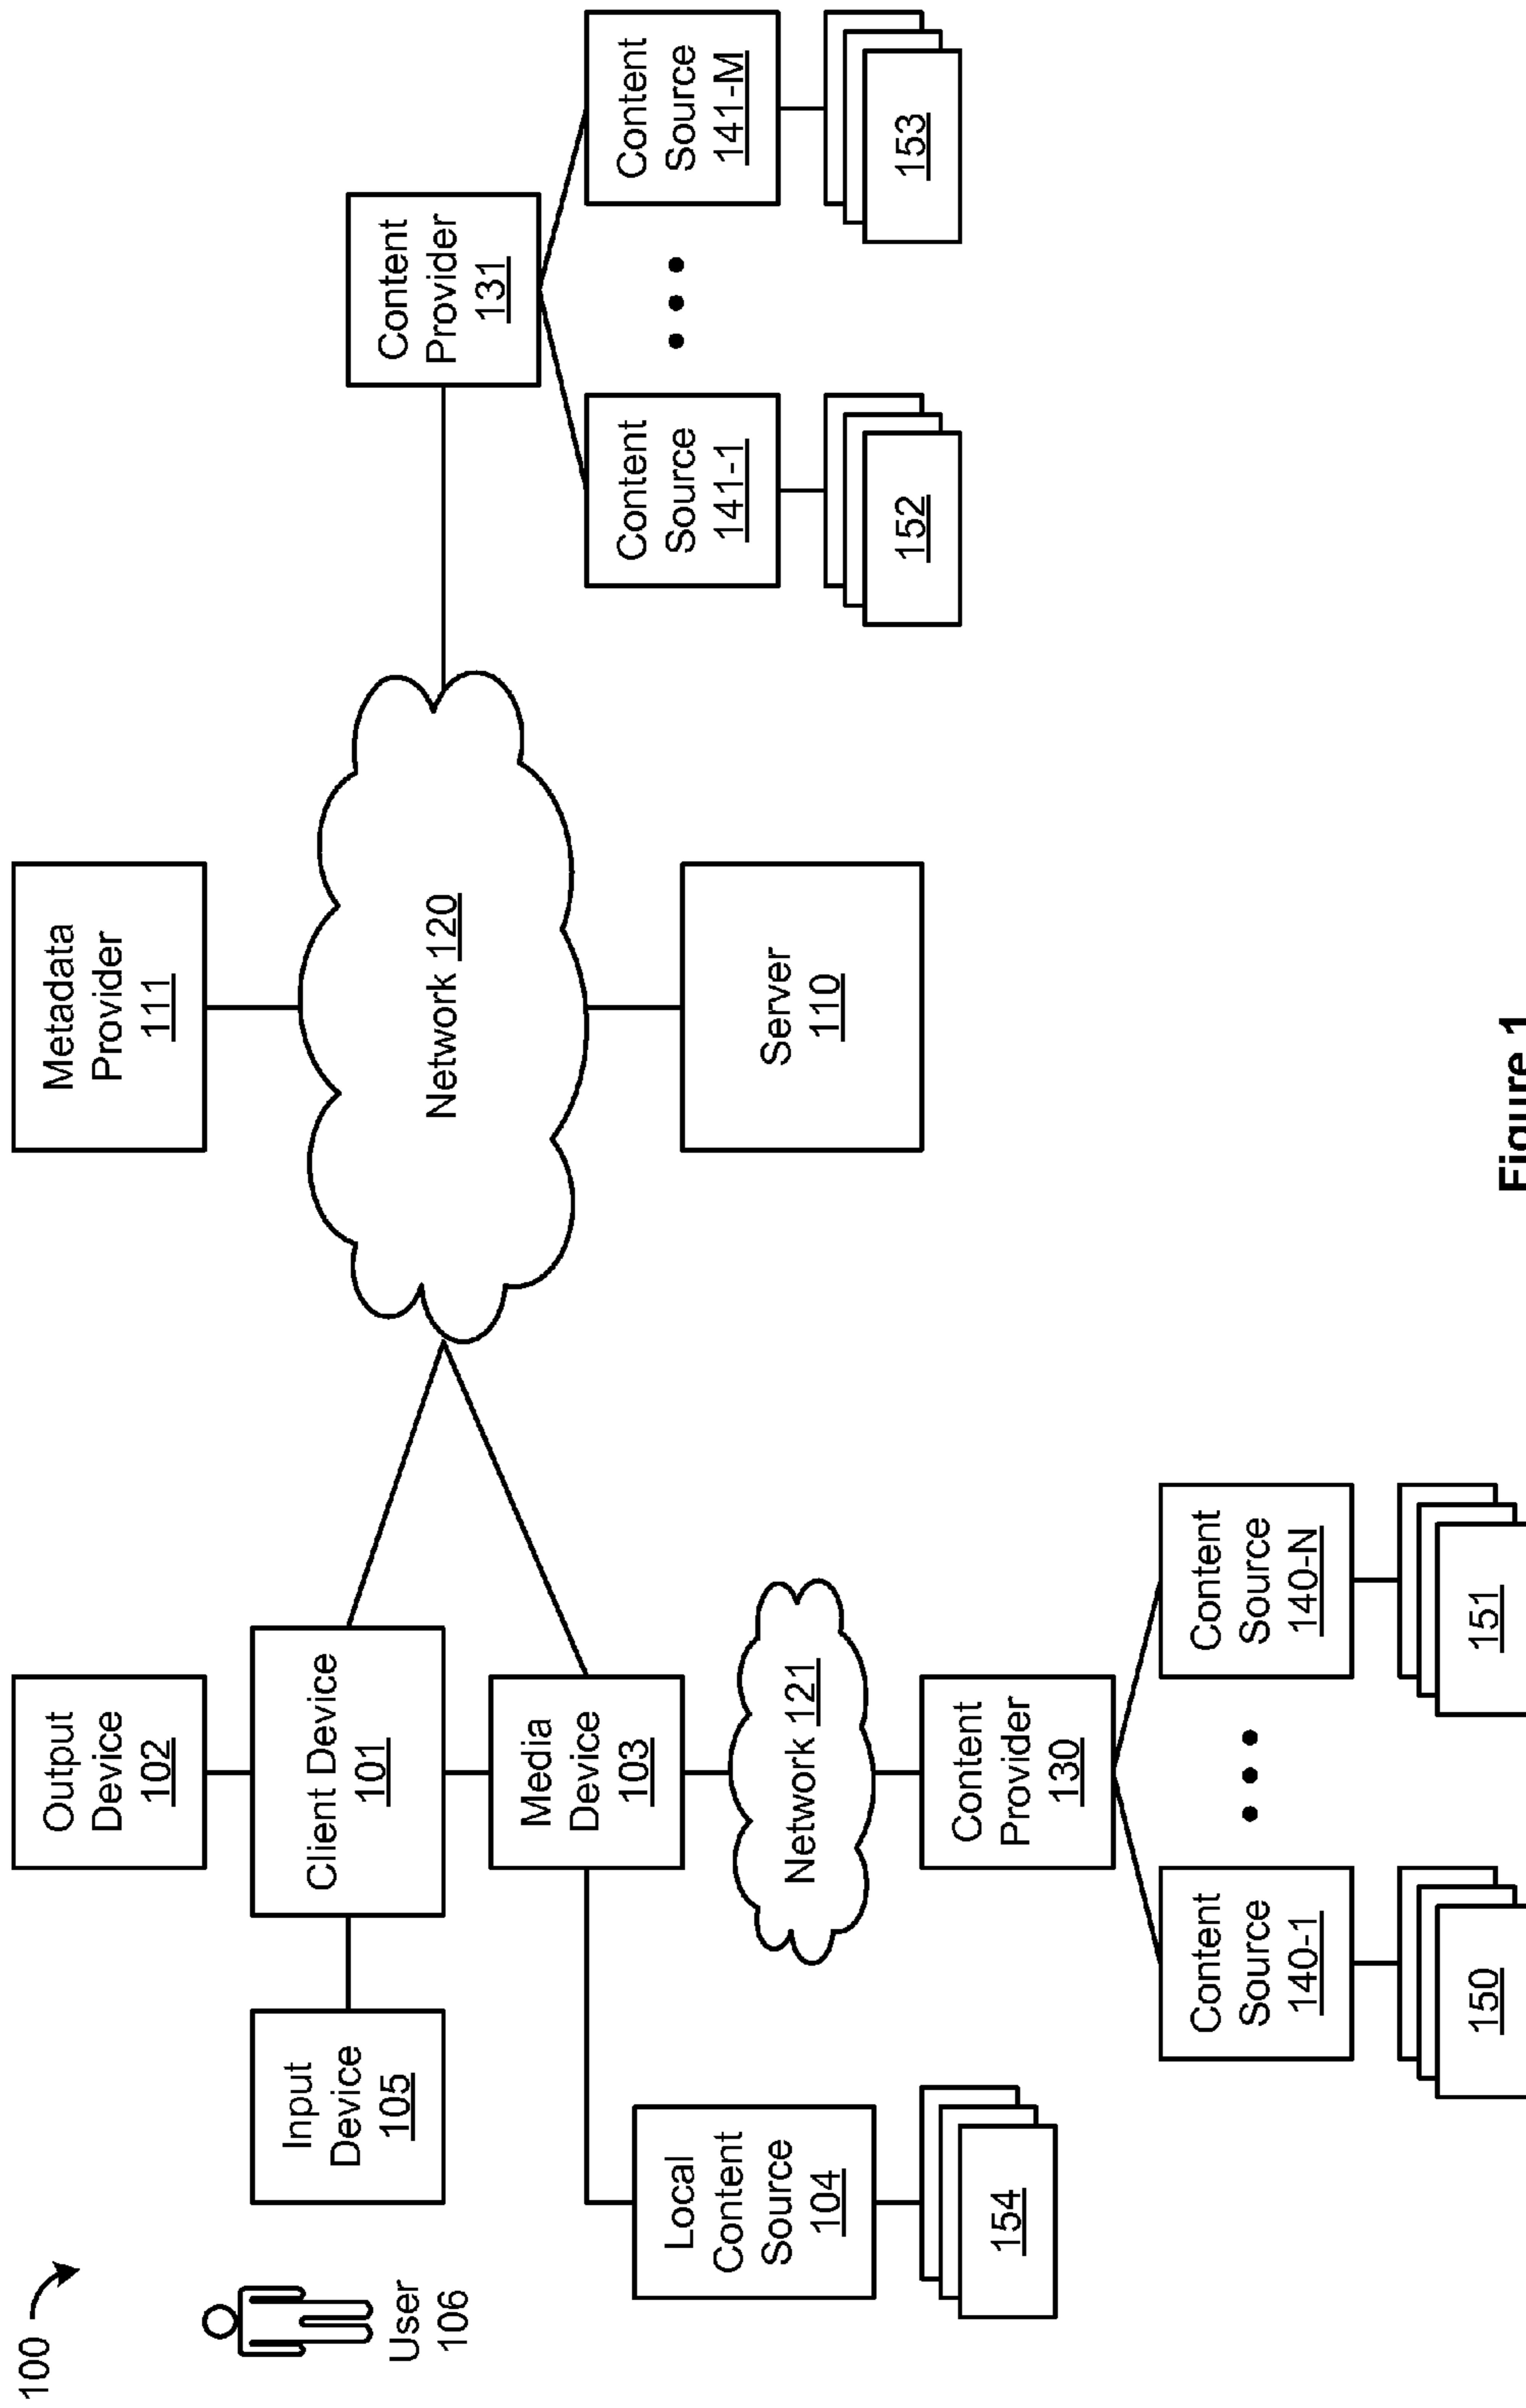 100
User
106
Input
Device
105
Output
Device
102
Client Device
101
Media
Device
103
Local
Content
Source
104
154
Network 121
Content
Provider
130
Content
Source
140-1
150
Content
Source
140-N
151
Metadata
Provider
111
Network 120
Server
110
Content
Provider
131
Content
Source
141-1
152
Content
Source
141-M
153
Figure 1